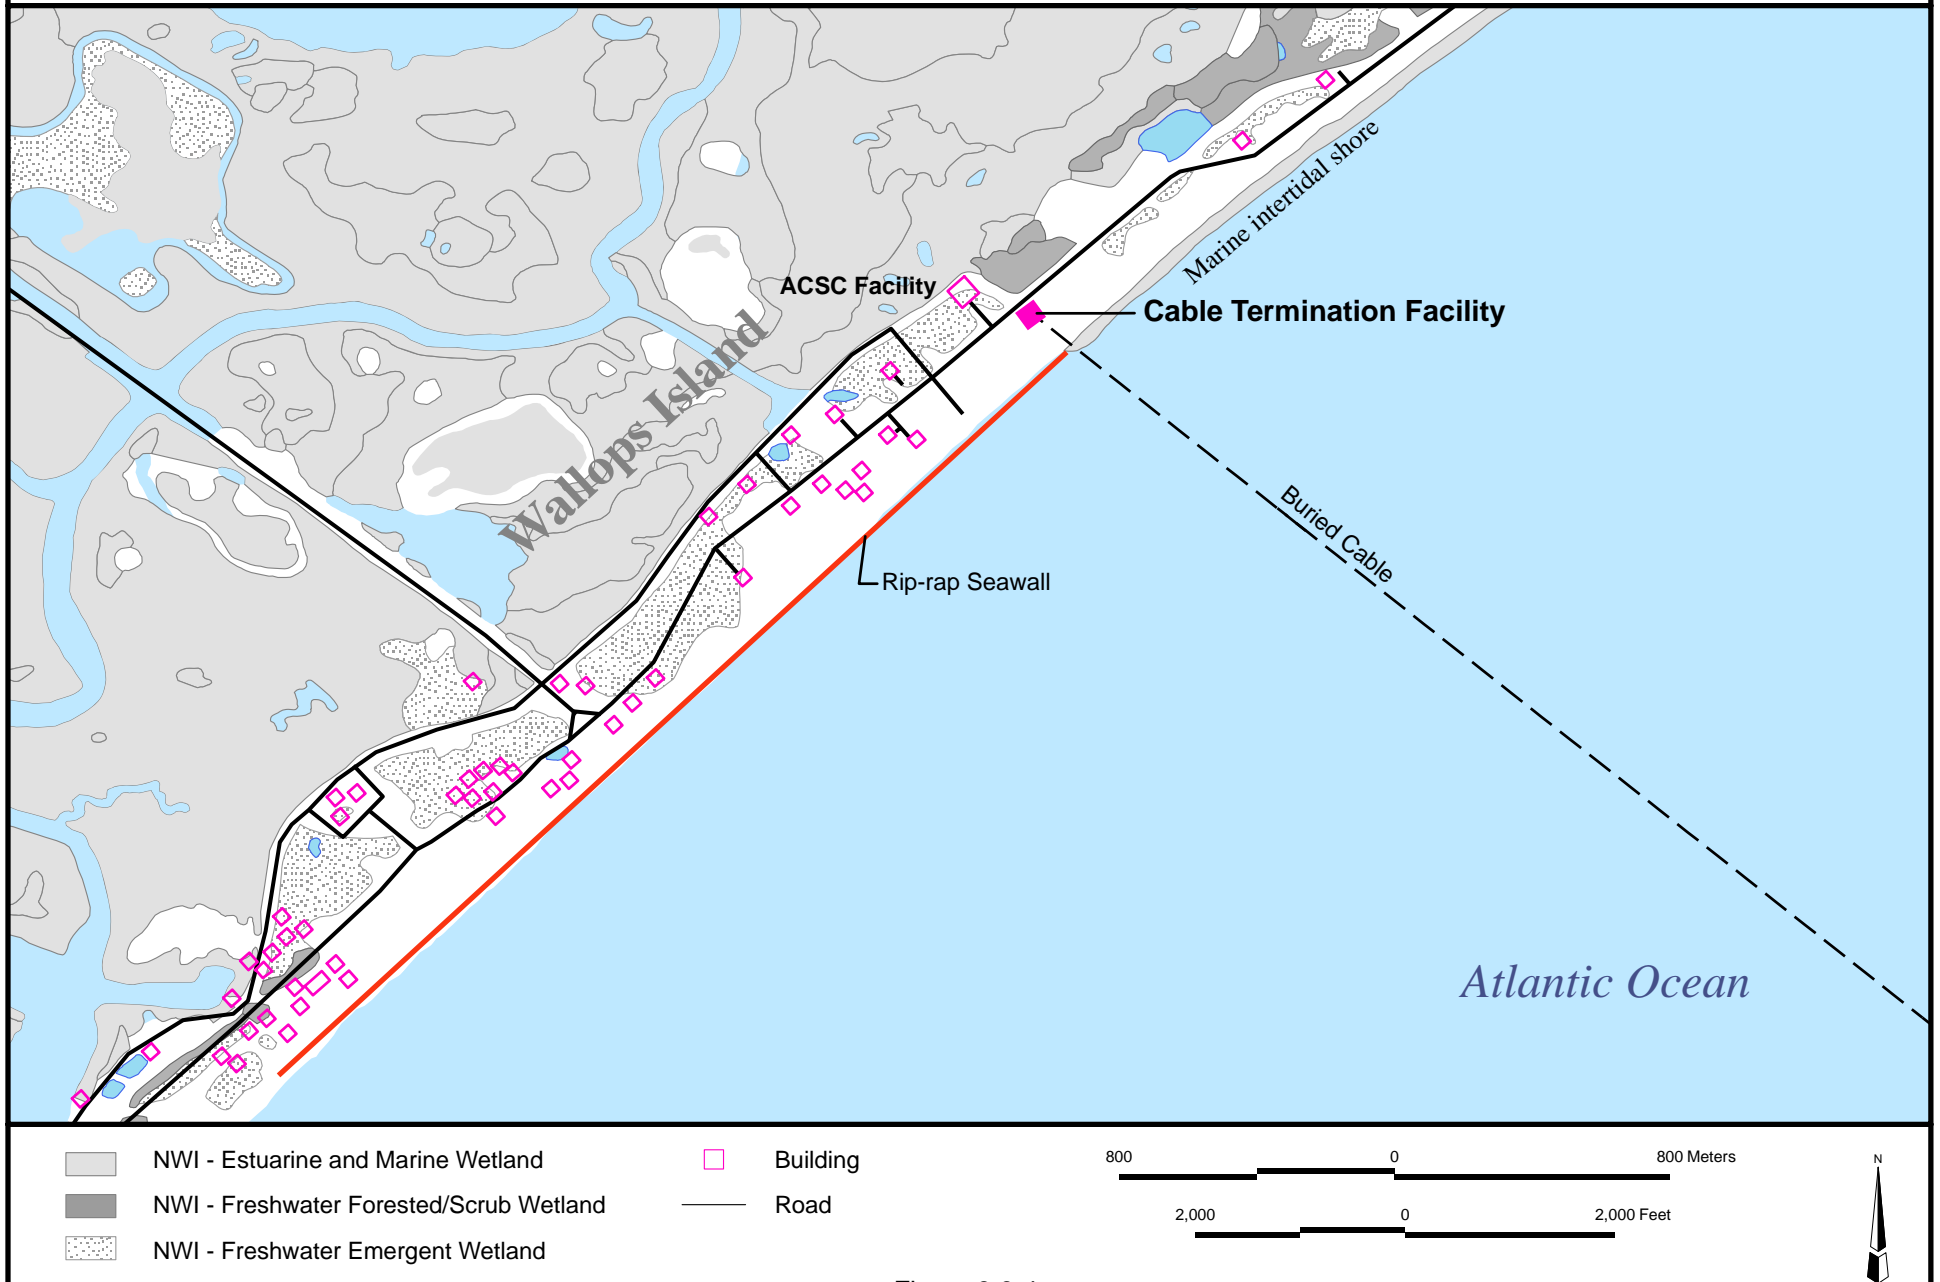 Marine intertidal shore
ACSC Facility
Cable Termination Facility
Wallops Island
Buried Cable
Rip-rap Seawall
Atlantic Ocean
NWI - Estuarine and Marine Wetland
NWI - Freshwater Forested/Scrub Wetland
NWI - Freshwater Emergent Wetland
Building
Road
800 0 800 Meters
2,000 0 2,000 Feet
N